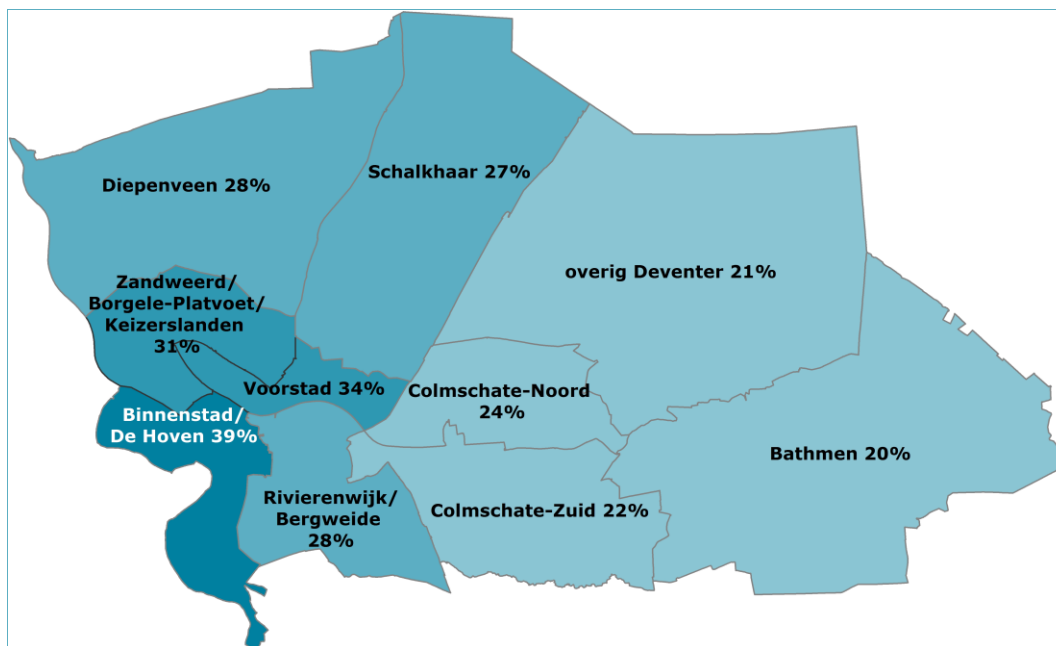 Schalkhaar 27%
Diepenveen 28%
overig Deventer 21%
Zandweerd/
Borgele-Platvoet/
Keizerslanden
31%
Voorstad 34%
Colmschate-Noord
24%
Binnenstad/
De Hoven 39%
Bathmen 20%
Rivierenwijk/
Bergweide
28%
Colmschate-Zuid 22%